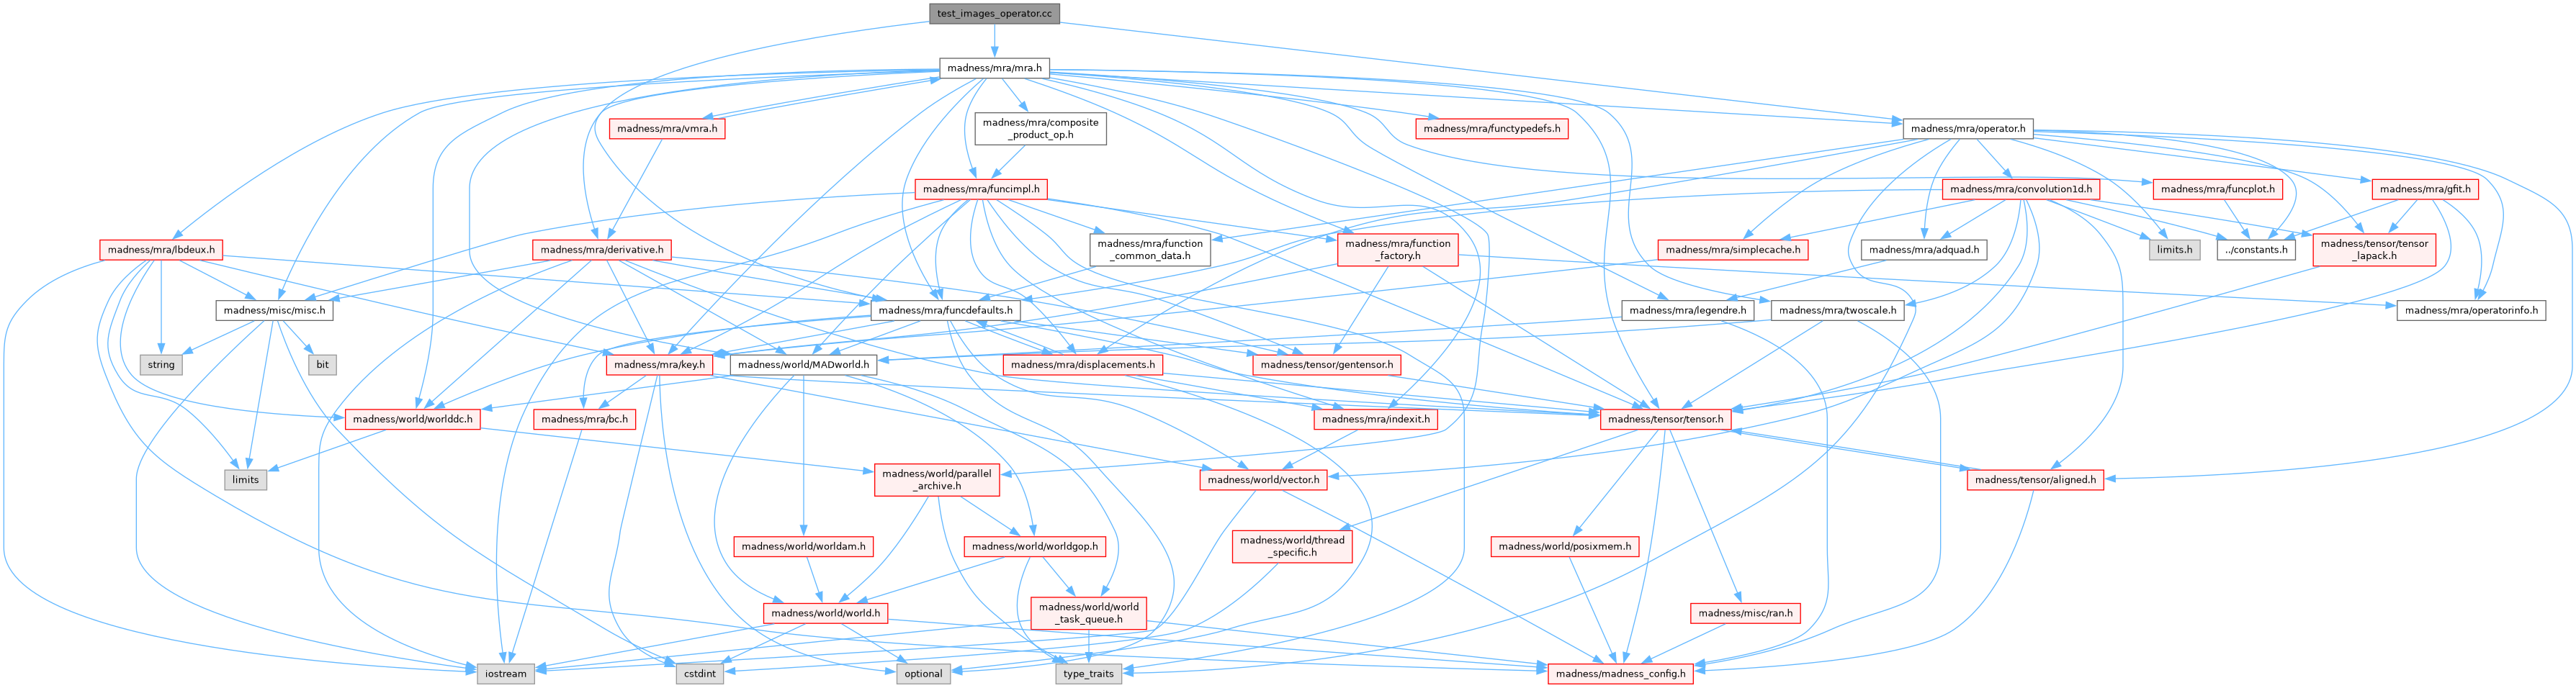 test_images_operator.cc
madness/mra/mra.h
madness/mra/vmra.h
madness/mra/composite
_product_op.h
madness/mra/functypedefs.h
madness/mra/operator.h
madness/mra/funcimpl.h
madness/mra/convolution1d.h
madness/mra/funcplot.h
madness/mra/gfit.h
madness/mra/lbdeux.h
madness/mra/derivative.h
madness/mra/function
_common_data.h
madness/mra/function
_factory.h
madness/mra/simplecache.h
madness/mra/adquad.h
limits.h
../constants.h
madness/tensor/tensor
_lapack.h
madness/misc/misc.h
madness/mra/funcdefaults.h
madness/mra/legendre.h
madness/mra/twoscale.h
madness/mra/operatorinfo.h
string
bit
madness/mra/key.h
madness/world/MADworld.h
madness/mra/displacements.h
madness/tensor/gentensor.h
madness/world/worlddc.h
madness/mra/bc.h
madness/mra/indexit.h
madness/tensor/tensor.h
limits
madness/world/parallel
_archive.h
madness/world/vector.h
madness/tensor/aligned.h
madness/world/worldam.h
madness/world/worldgop.h
madness/world/thread
_specific.h
madness/world/posixmem.h
madness/world/world.h
madness/world/world
_task_queue.h
madness/misc/ran.h
iostream
cstdint
optional
type_traits
madness/madness_config.h